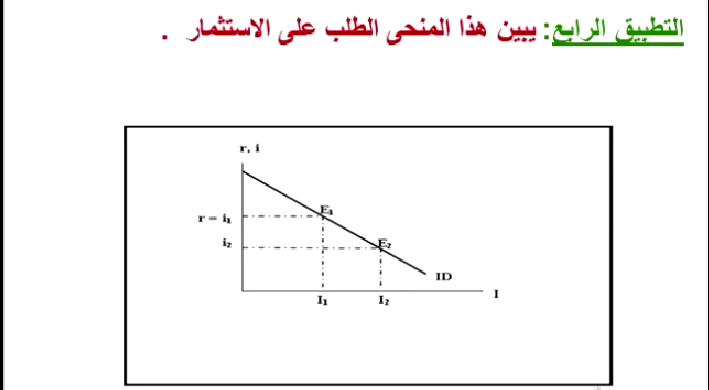 التطبيق الرابع: يبين هذا المنحى الطلب على الاستثمار .
r, i
r = i₁
i₂
E₁
E₂
ID
I
I₁
I₂